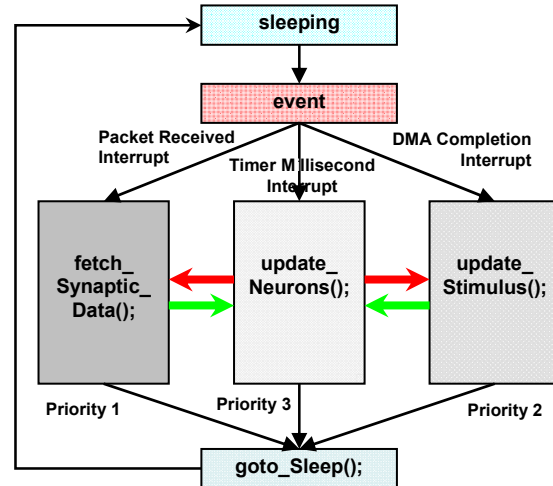 sleeping
event
Packet Received
Interrupt
Timer Millisecond
Interrupt
DMA Completion
Interrupt
fetch_
Synaptic_
Data();
update_
Neurons();
update_
Stimulus();
Priority 1
Priority 3
Priority 2
goto_Sleep();